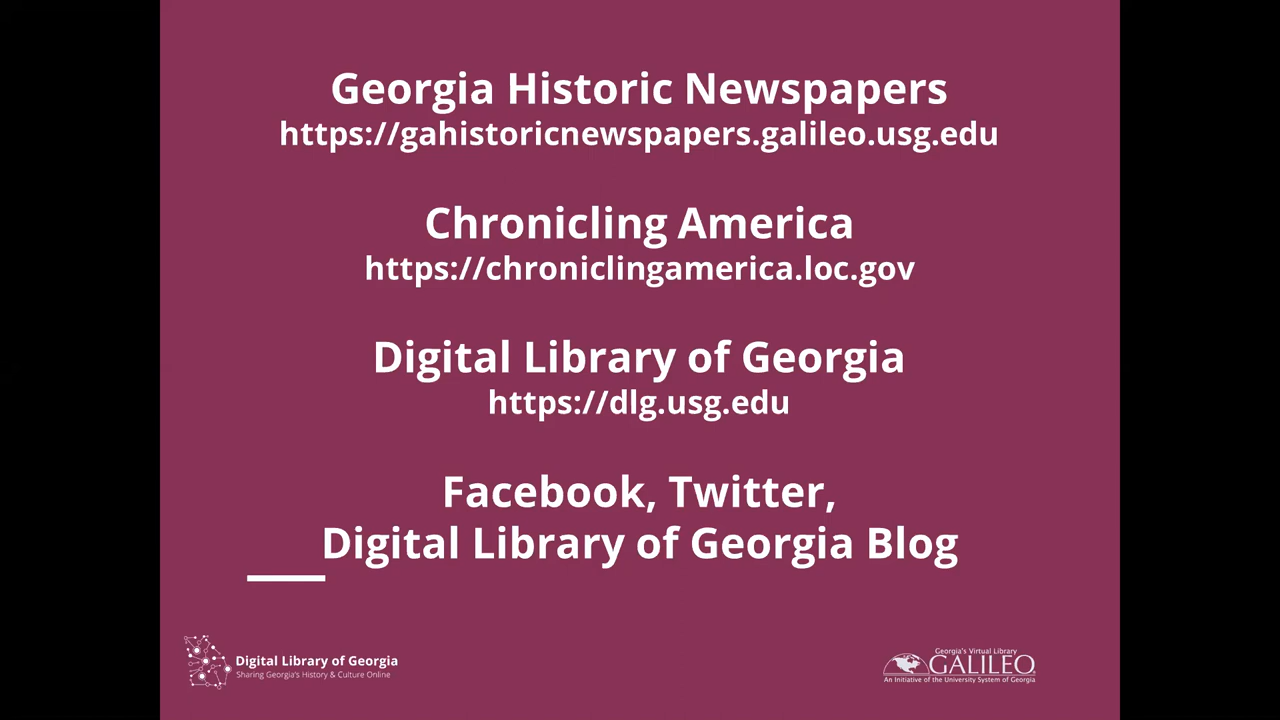 Georgia Historic Newspapers
https://gahistoricnewspapers.galileo.usg.edu
Chronicling America
https://chroniclingamerica.loc.gov
Digital Library of Georgia
https://dlg.usg.edu
Facebook, Twitter,
Digital Library of Georgia Blog
Digital Library of Georgia
Sharing Georgia's History & Culture Online
Georgia's Virtual Library
GALILEO
An Initiative of the University System of Georgia